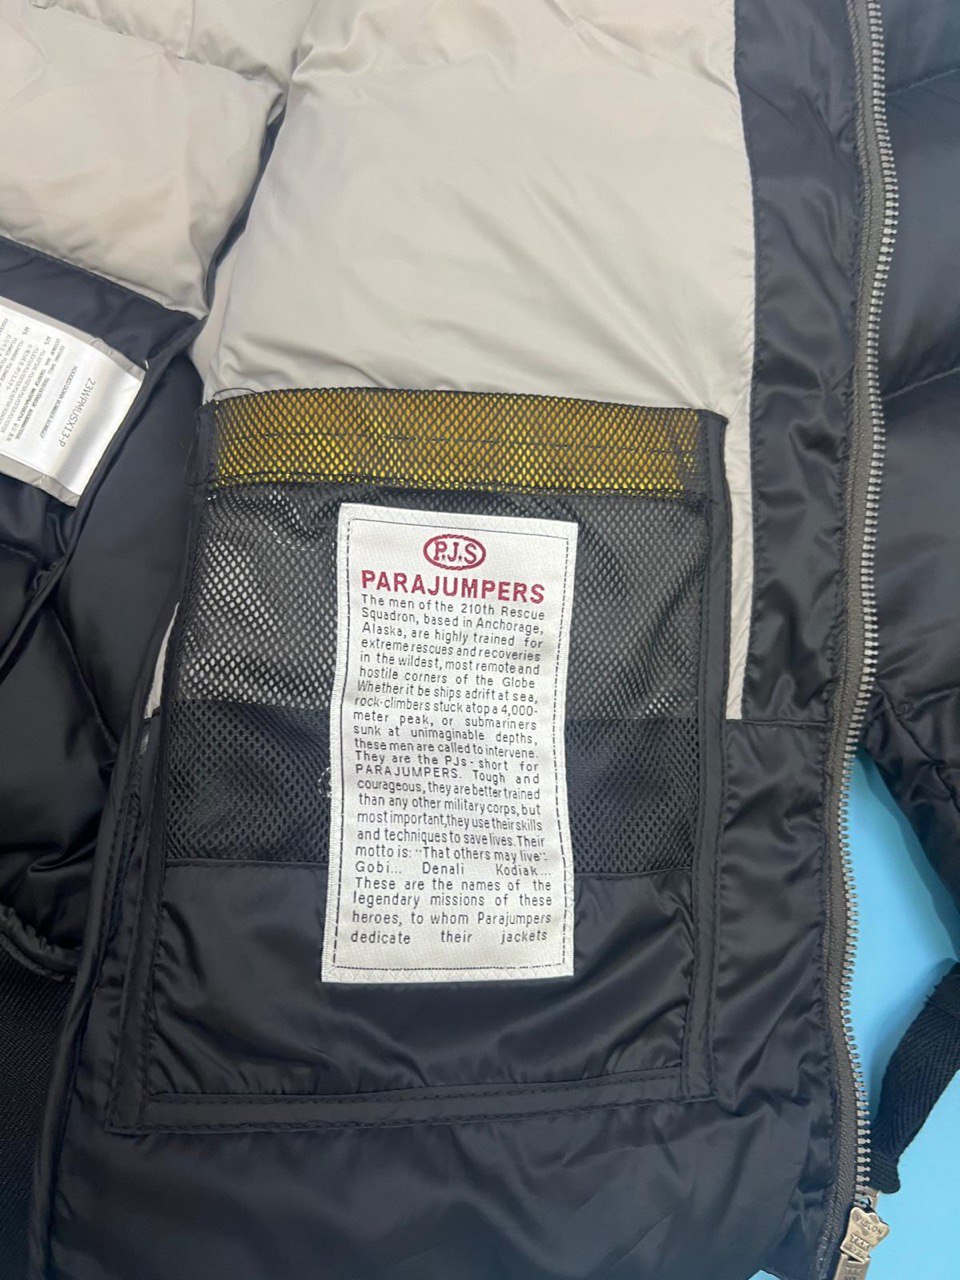 P.J.S
PARAJUMPERS
The men of the 210th Rescue
Squadron, based in Anchorage,
Alaska, are highly trained for
extreme rescues and recoveries
in the wildest, most remote and
hostile corners of the Globe
Whether it be ships adrift at sea,
rock-climbers stuck atop a 4,000-
meter peak, or submariners
sunk at unimaginable depths,
these men are called to intervene.
They are the PJs - short for
PARAJUMPERS. Tough and
courageous, they are better trained
than any other military corps, but
most important, they use their skills
and techniques to save lives. Their
motto is: "That others may live".
Gobi... Denali Kodiak...
These are the names of the
legendary missions of these
heroes, to whom Parajumpers
dedicate their jackets
23WPMUSX13-P